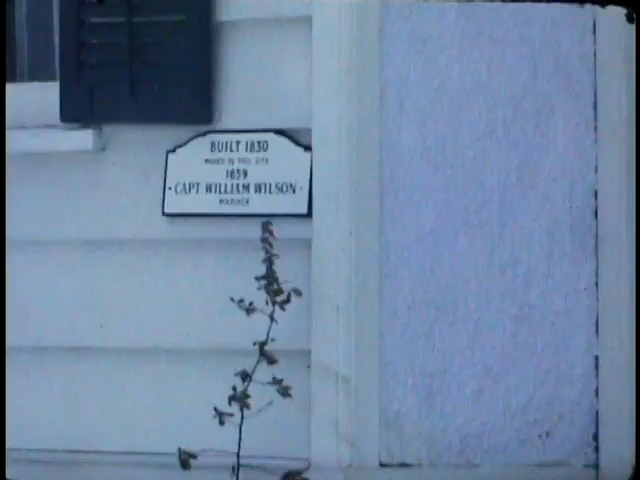 BUILT 1830
MOVED TO THIS SITE
1859
· CAPT WILLIAM WILSON ·
MARINER